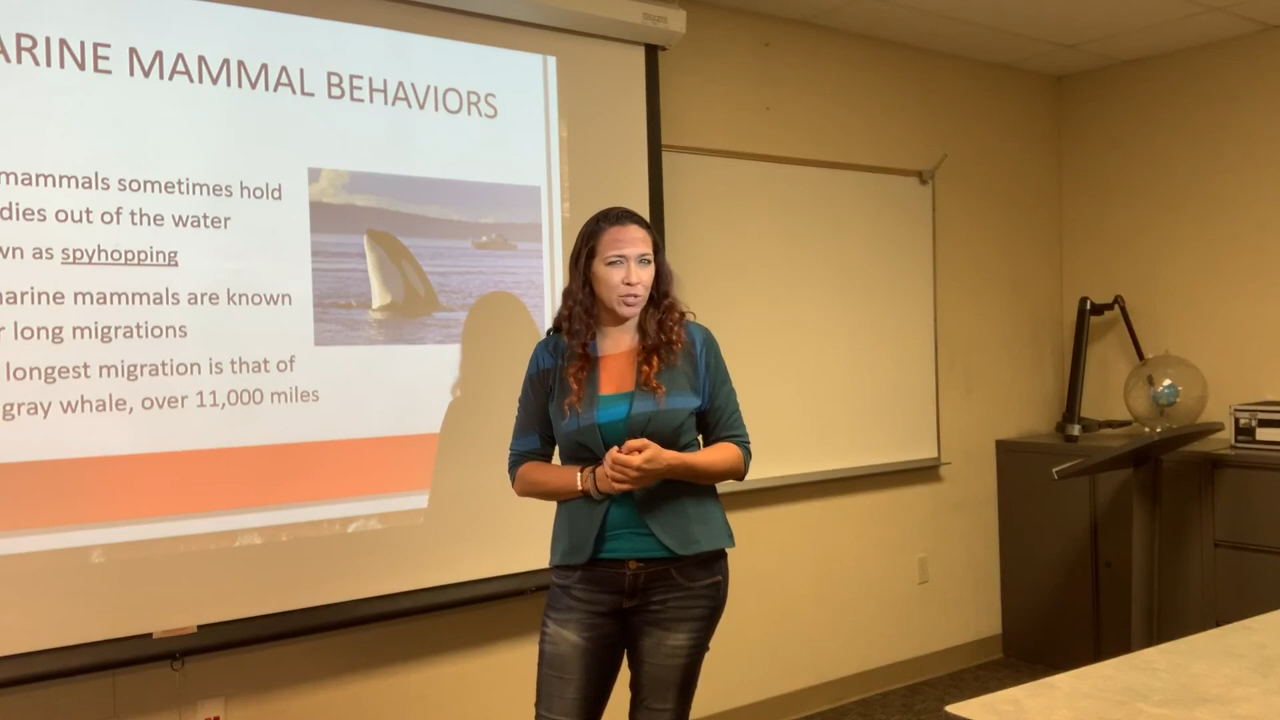 ARINE MAMMAL BEHAVIORS
mammals sometimes hold
dies out of the water
wn as spyhopping
arine mammals are known
r long migrations
longest migration is that of
gray whale, over 11,000 miles